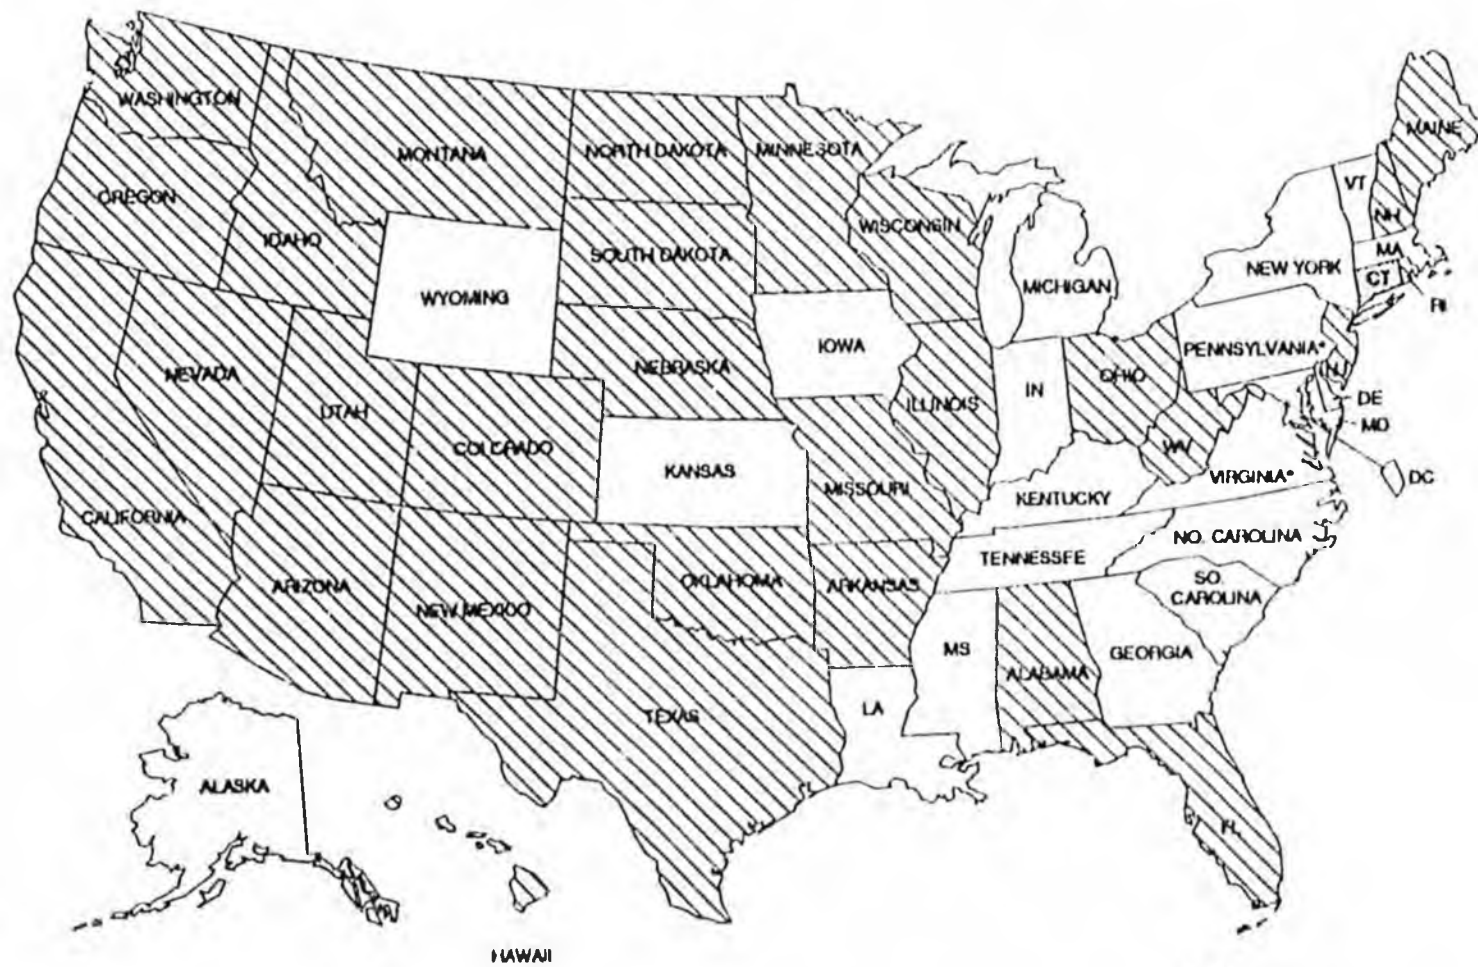 WASHINGTON
MONTANA
NORTH DAKOTA
MINNESOTA
MAINE
OREGON
IDAHO
SOUTH DAKOTA
WISCONSIN
VT
NH
WYOMING
MICHIGAN
NEW YORK
MA
CT
RI
IOWA
PENNSYLVANIA*
NEVADA
UTAH
NEBRASKA
ILLINOIS
IN
OHIO
NJ
DE
MD
COLORADO
KANSAS
MISSOURI
WV
VIRGINIA*
DC
KENTUCKY
CALIFORNIA
NO. CAROLINA
TENNESSEE
ARIZONA
NEW MEXICO
OKLAHOMA
ARKANSAS
SO.
CAROLINA
MS
ALABAMA
GEORGIA
TEXAS
LA
ALASKA
FL
HAWAII